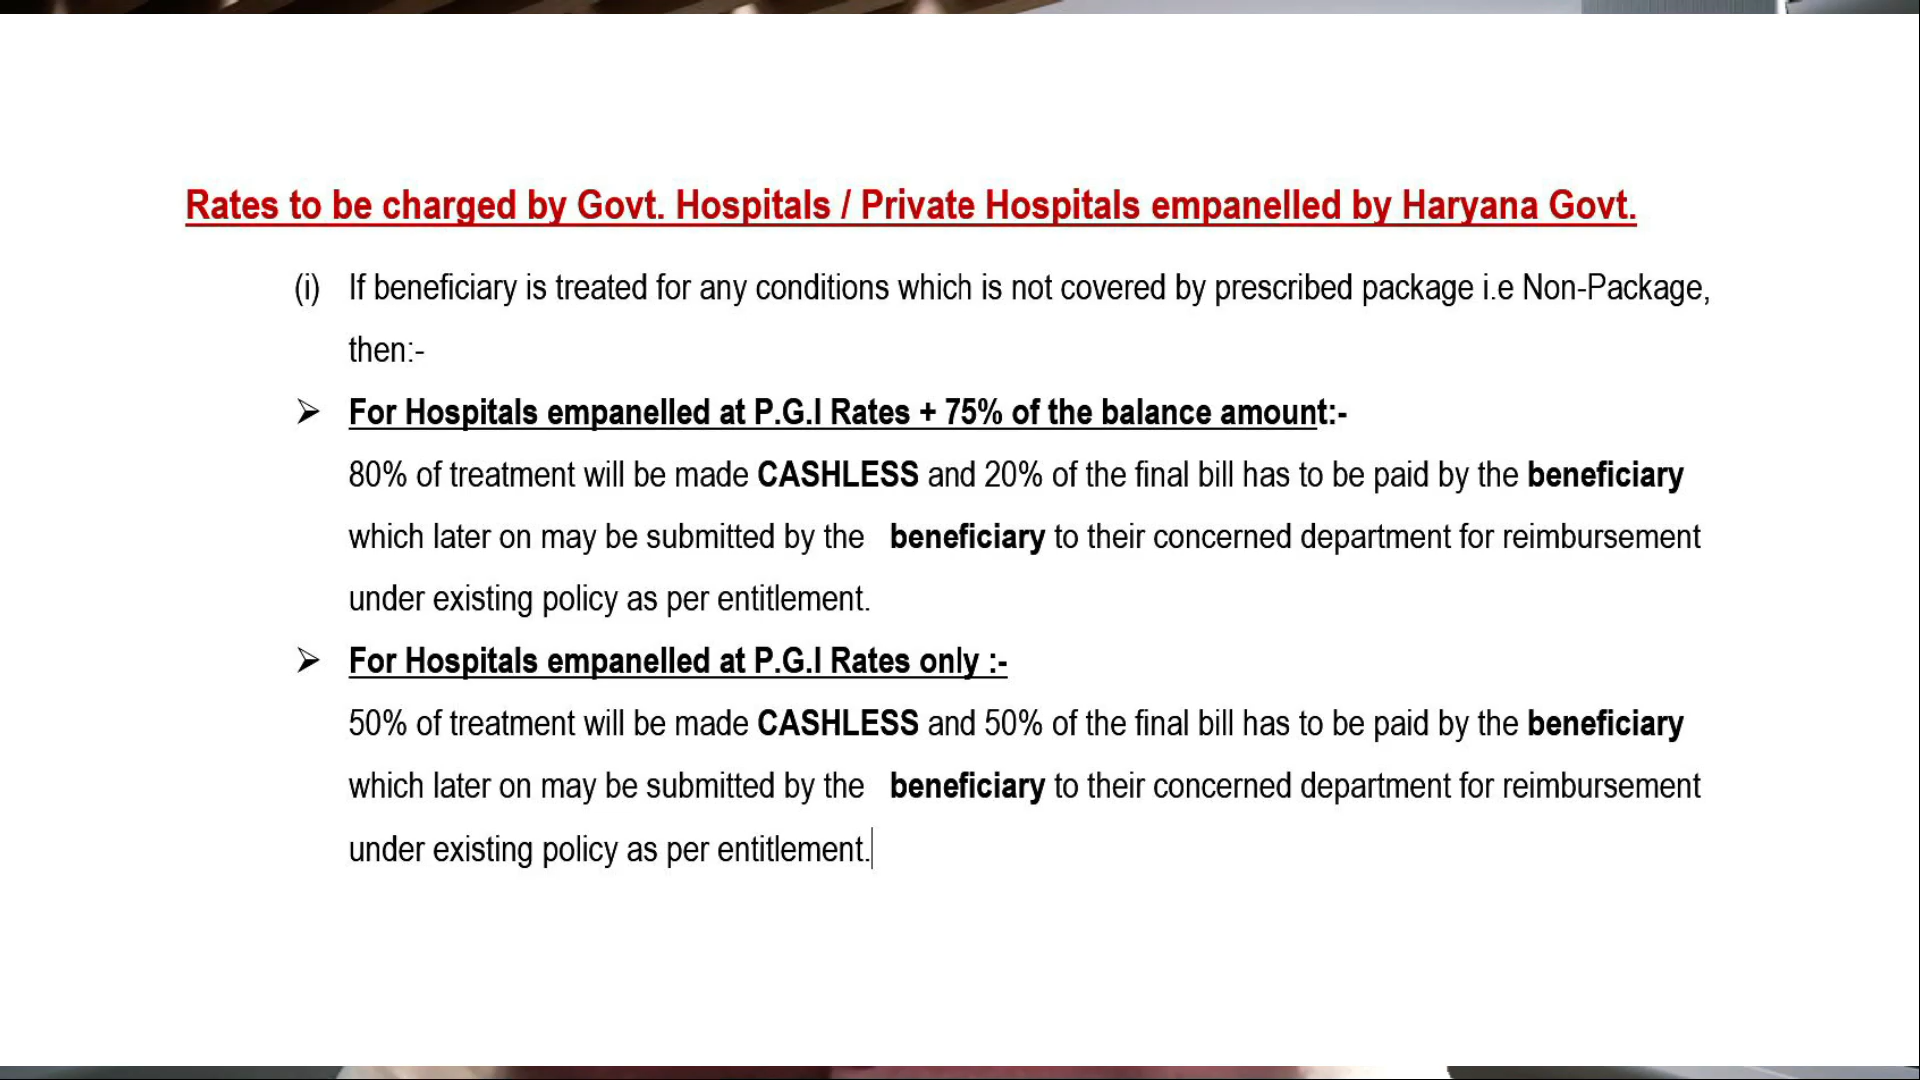 Rates to be charged by Govt. Hospitals / Private Hospitals empanelled by Haryana Govt.
(i) If beneficiary is treated for any conditions which is not covered by prescribed package i.e Non-Package,
then:-
➢ For Hospitals empanelled at P.G.I Rates + 75% of the balance amount:-
80% of treatment will be made CASHLESS and 20% of the final bill has to be paid by the beneficiary
which later on may be submitted by the beneficiary to their concerned department for reimbursement
under existing policy as per entitlement.
➢ For Hospitals empanelled at P.G.I Rates only :-
50% of treatment will be made CASHLESS and 50% of the final bill has to be paid by the beneficiary
which later on may be submitted by the beneficiary to their concerned department for reimbursement
under existing policy as per entitlement.